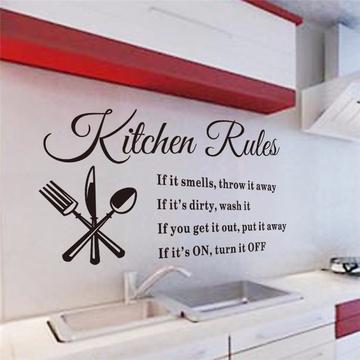 Kitchen Rules
If it smells, throw it away
If it's dirty, wash it
If you get it out, put it away
If it's ON, turn it OFF